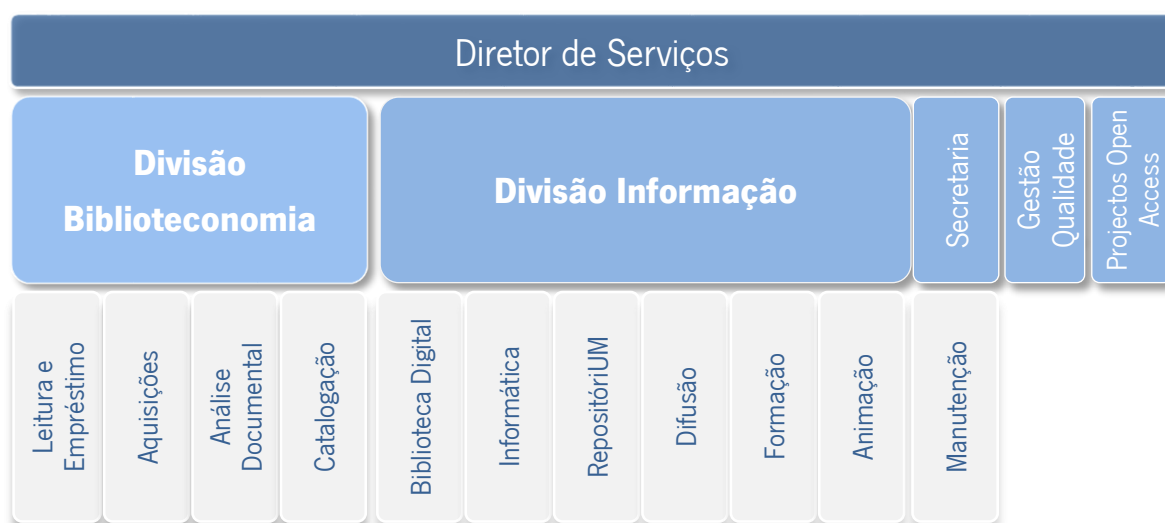 Diretor de Serviços
Divisão
Biblioteconomia
Divisão Informação
Secretaria
Gestão
Qualidade
Projectos Open
Access
Leitura e
Empréstimo
Aquisições
Análise
Documental
Catalogação
Biblioteca Digital
Informática
RepositóriUM
Difusão
Formação
Animação
Manutenção